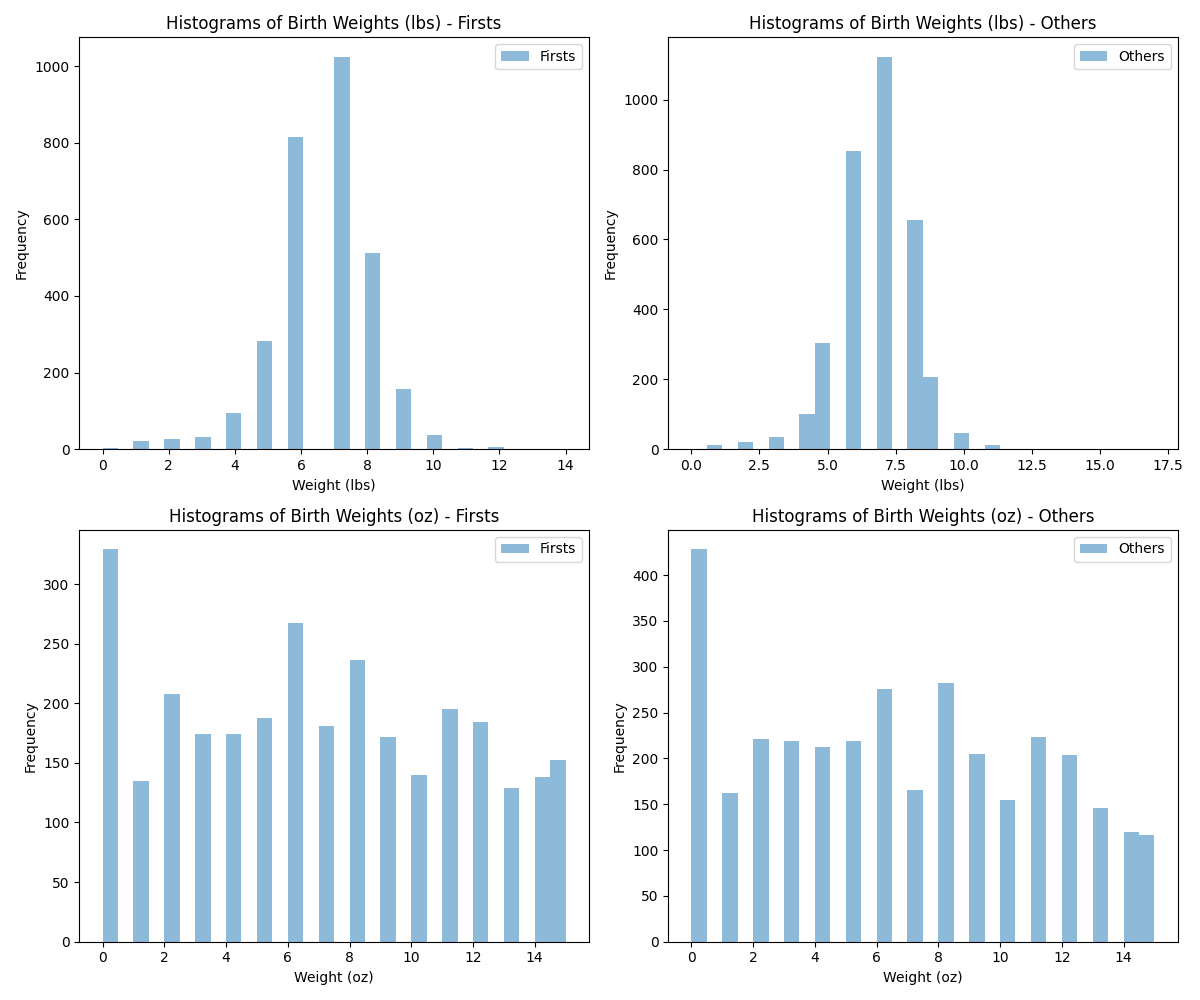 Histograms of Birth Weights (lbs) - Firsts
Firsts
1000
800
600
400
200
0
Frequency
0 2 4 6 8 10 12 14
Weight (lbs)
Histograms of Birth Weights (lbs) - Others
Others
1000
800
600
400
200
0
Frequency
0.0 2.5 5.0 7.5 10.0 12.5 15.0 17.5
Weight (lbs)
Histograms of Birth Weights (oz) - Firsts
Firsts
300
250
200
150
100
50
0
Frequency
0 2 4 6 8 10 12 14
Weight (oz)
Histograms of Birth Weights (oz) - Others
Others
400
350
300
250
200
150
100
50
0
Frequency
0 2 4 6 8 10 12 14
Weight (oz)